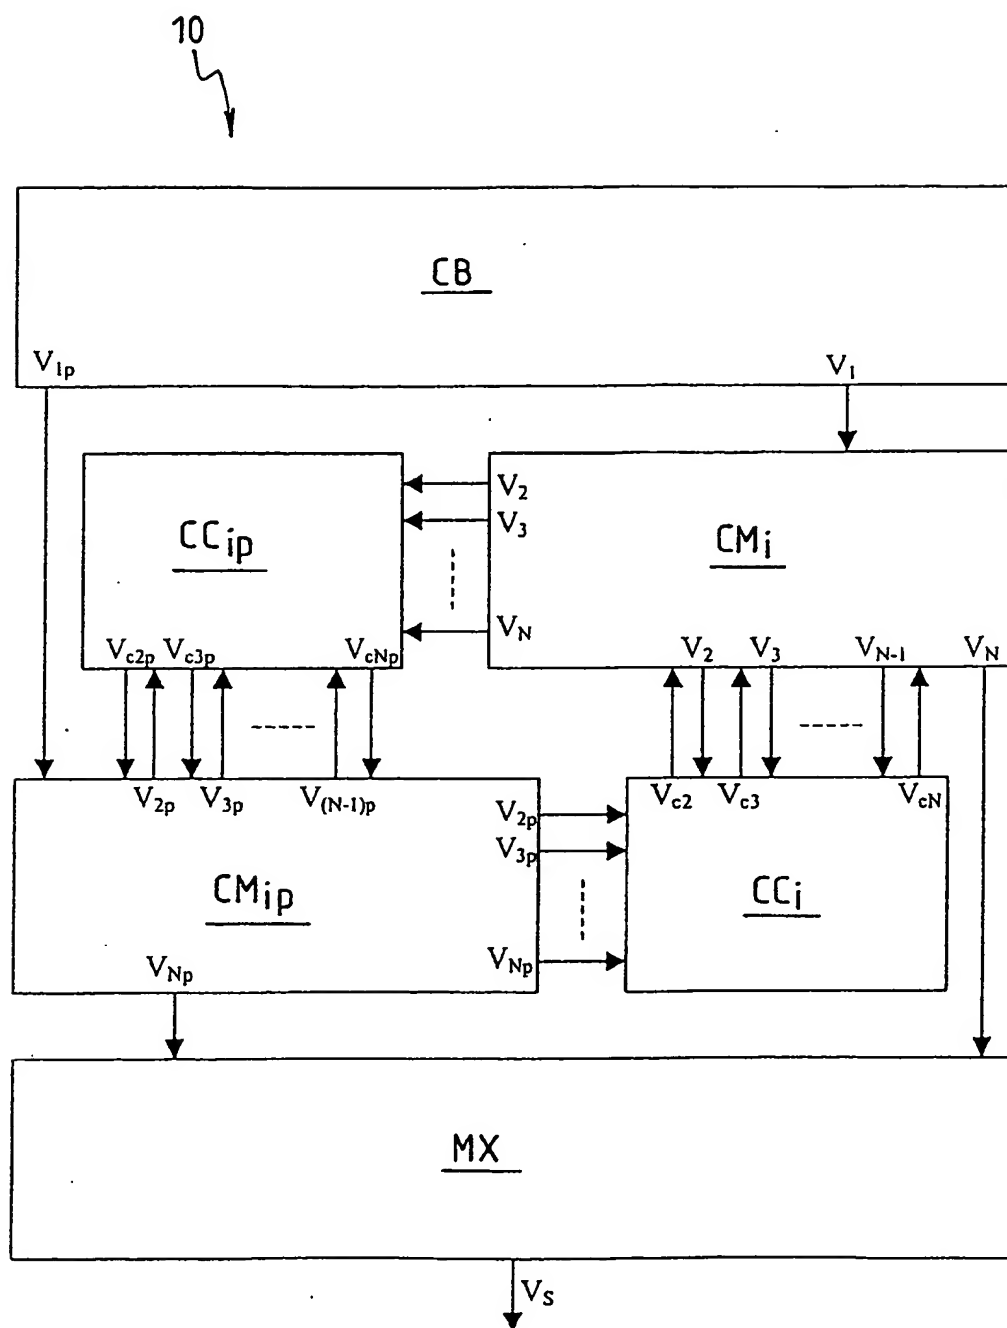 10
CB
V1p V1
CCip
V2
V3
VN
CMi
Vc2p Vc3p VcNp
V2 V3 VN-1 VN
V2p V3p V(N-1)p
V2p
V3p
VNp
CMip
VNp
Vc2 Vc3 VcN
CCi
MX
VS